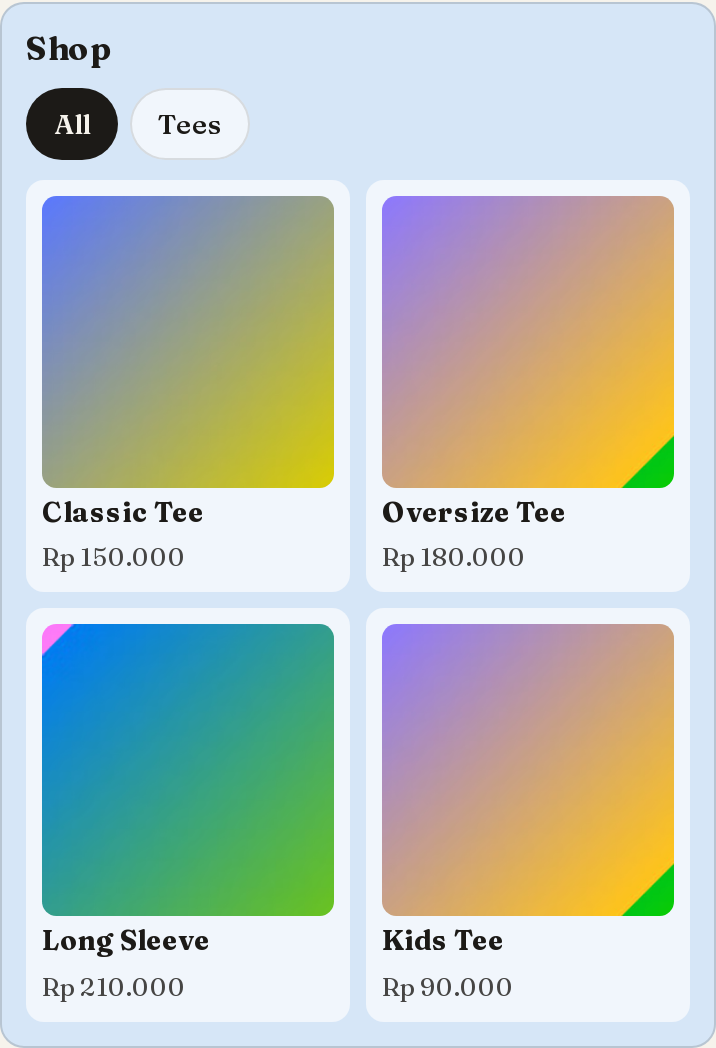 Shop
All
Tees
Classic Tee
Rp 150.000
Oversize Tee
Rp 180.000
Long Sleeve
Rp 210.000
Kids Tee
Rp 90.000